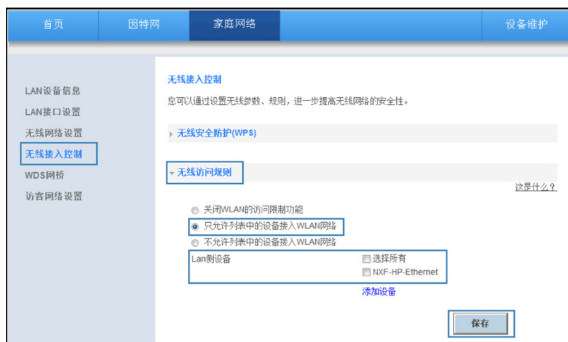 首页 因特网 家庭网络 设备维护
LAN设备信息
LAN接口设置
无线网络设置
无线接入控制
WDS网桥
访客网络设置
无线接入控制
您可以通过设置无线参数、规则，进一步提高无线网络的安全性。
无线安全防护(WPS)
无线访问规则
这是什么？
关闭WLAN的访问限制功能
只允许列表中的设备接入WLAN网络
不允许列表中的设备接入WLAN网络
Lan侧设备 选择所有
NXF-HP-Ethernet
添加设备
保存